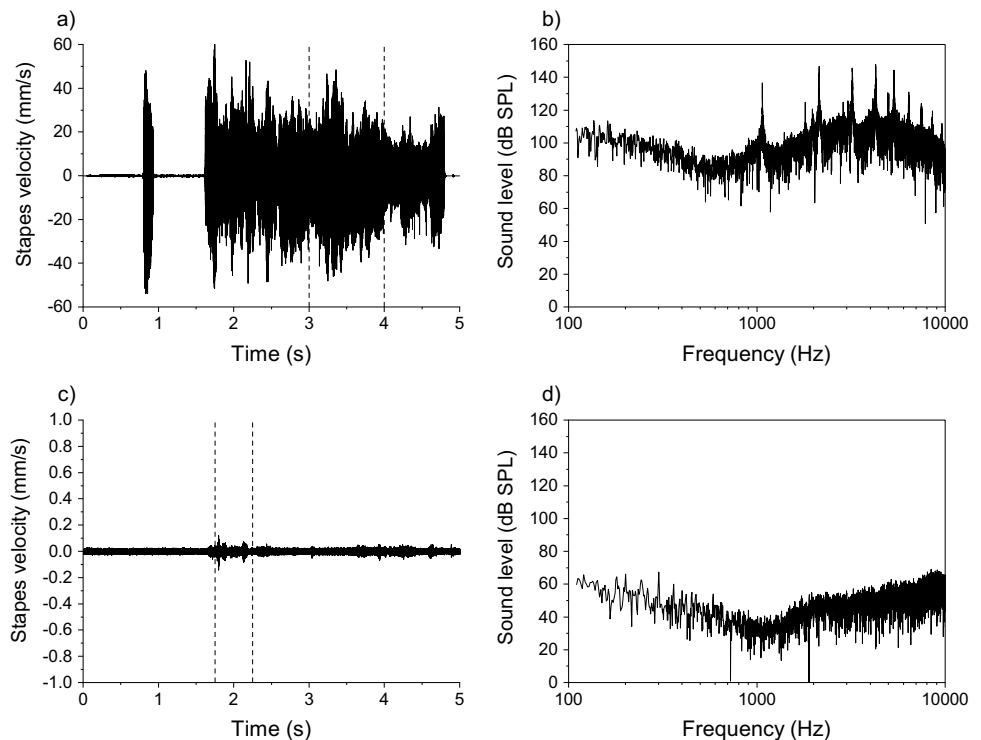 a)
60
40
20
0
-20
-40
-60
Stapes velocity (mm/s)
0 1 2 3 4 5
Time (s)
b)
160
140
120
100
80
60
40
20
0
Sound level (dB SPL)
100 1000 10000
Frequency (Hz)
c)
1.0
0.8
0.6
0.4
0.2
0.0
-0.2
-0.4
-0.6
-0.8
-1.0
Stapes velocity (mm/s)
0 1 2 3 4 5
Time (s)
d)
160
140
120
100
80
60
40
20
0
Sound level (dB SPL)
100 1000 10000
Frequency (Hz)